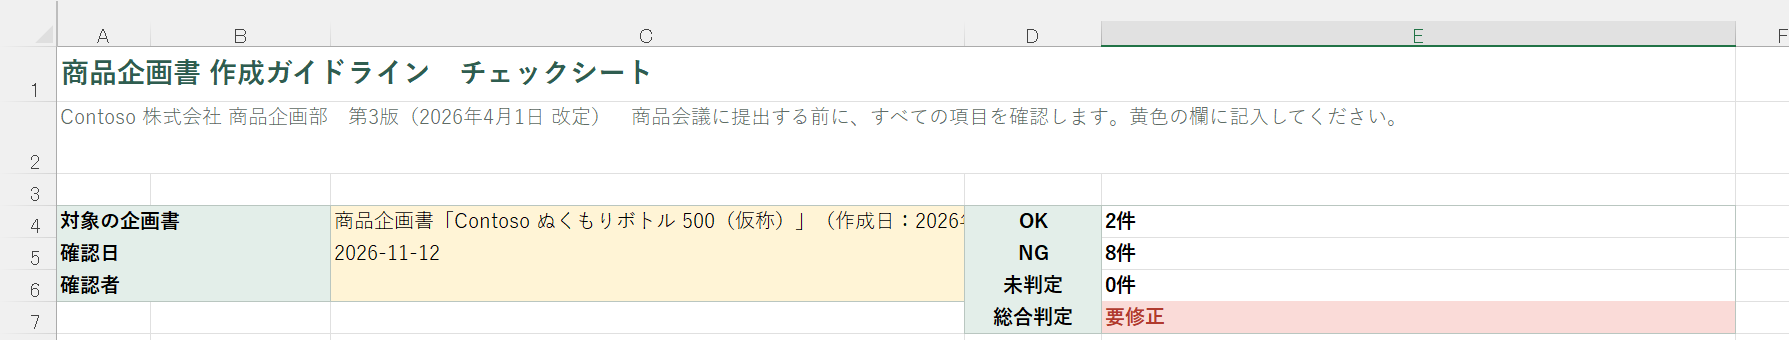 A B C D E F
1 商品企画書 作成ガイドライン　チェックシート
2 Contoso 株式会社 商品企画部　第3版（2026年4月1日 改定）　商品会議に提出する前に、すべての項目を確認します。黄色の欄に記入してください。
3
4 対象の企画書 商品企画書「Contoso ぬくもりボトル 500（仮称）」（作成日：2026 OK 2件
5 確認日 2026-11-12 NG 8件
6 確認者 未判定 0件
7 総合判定 要修正